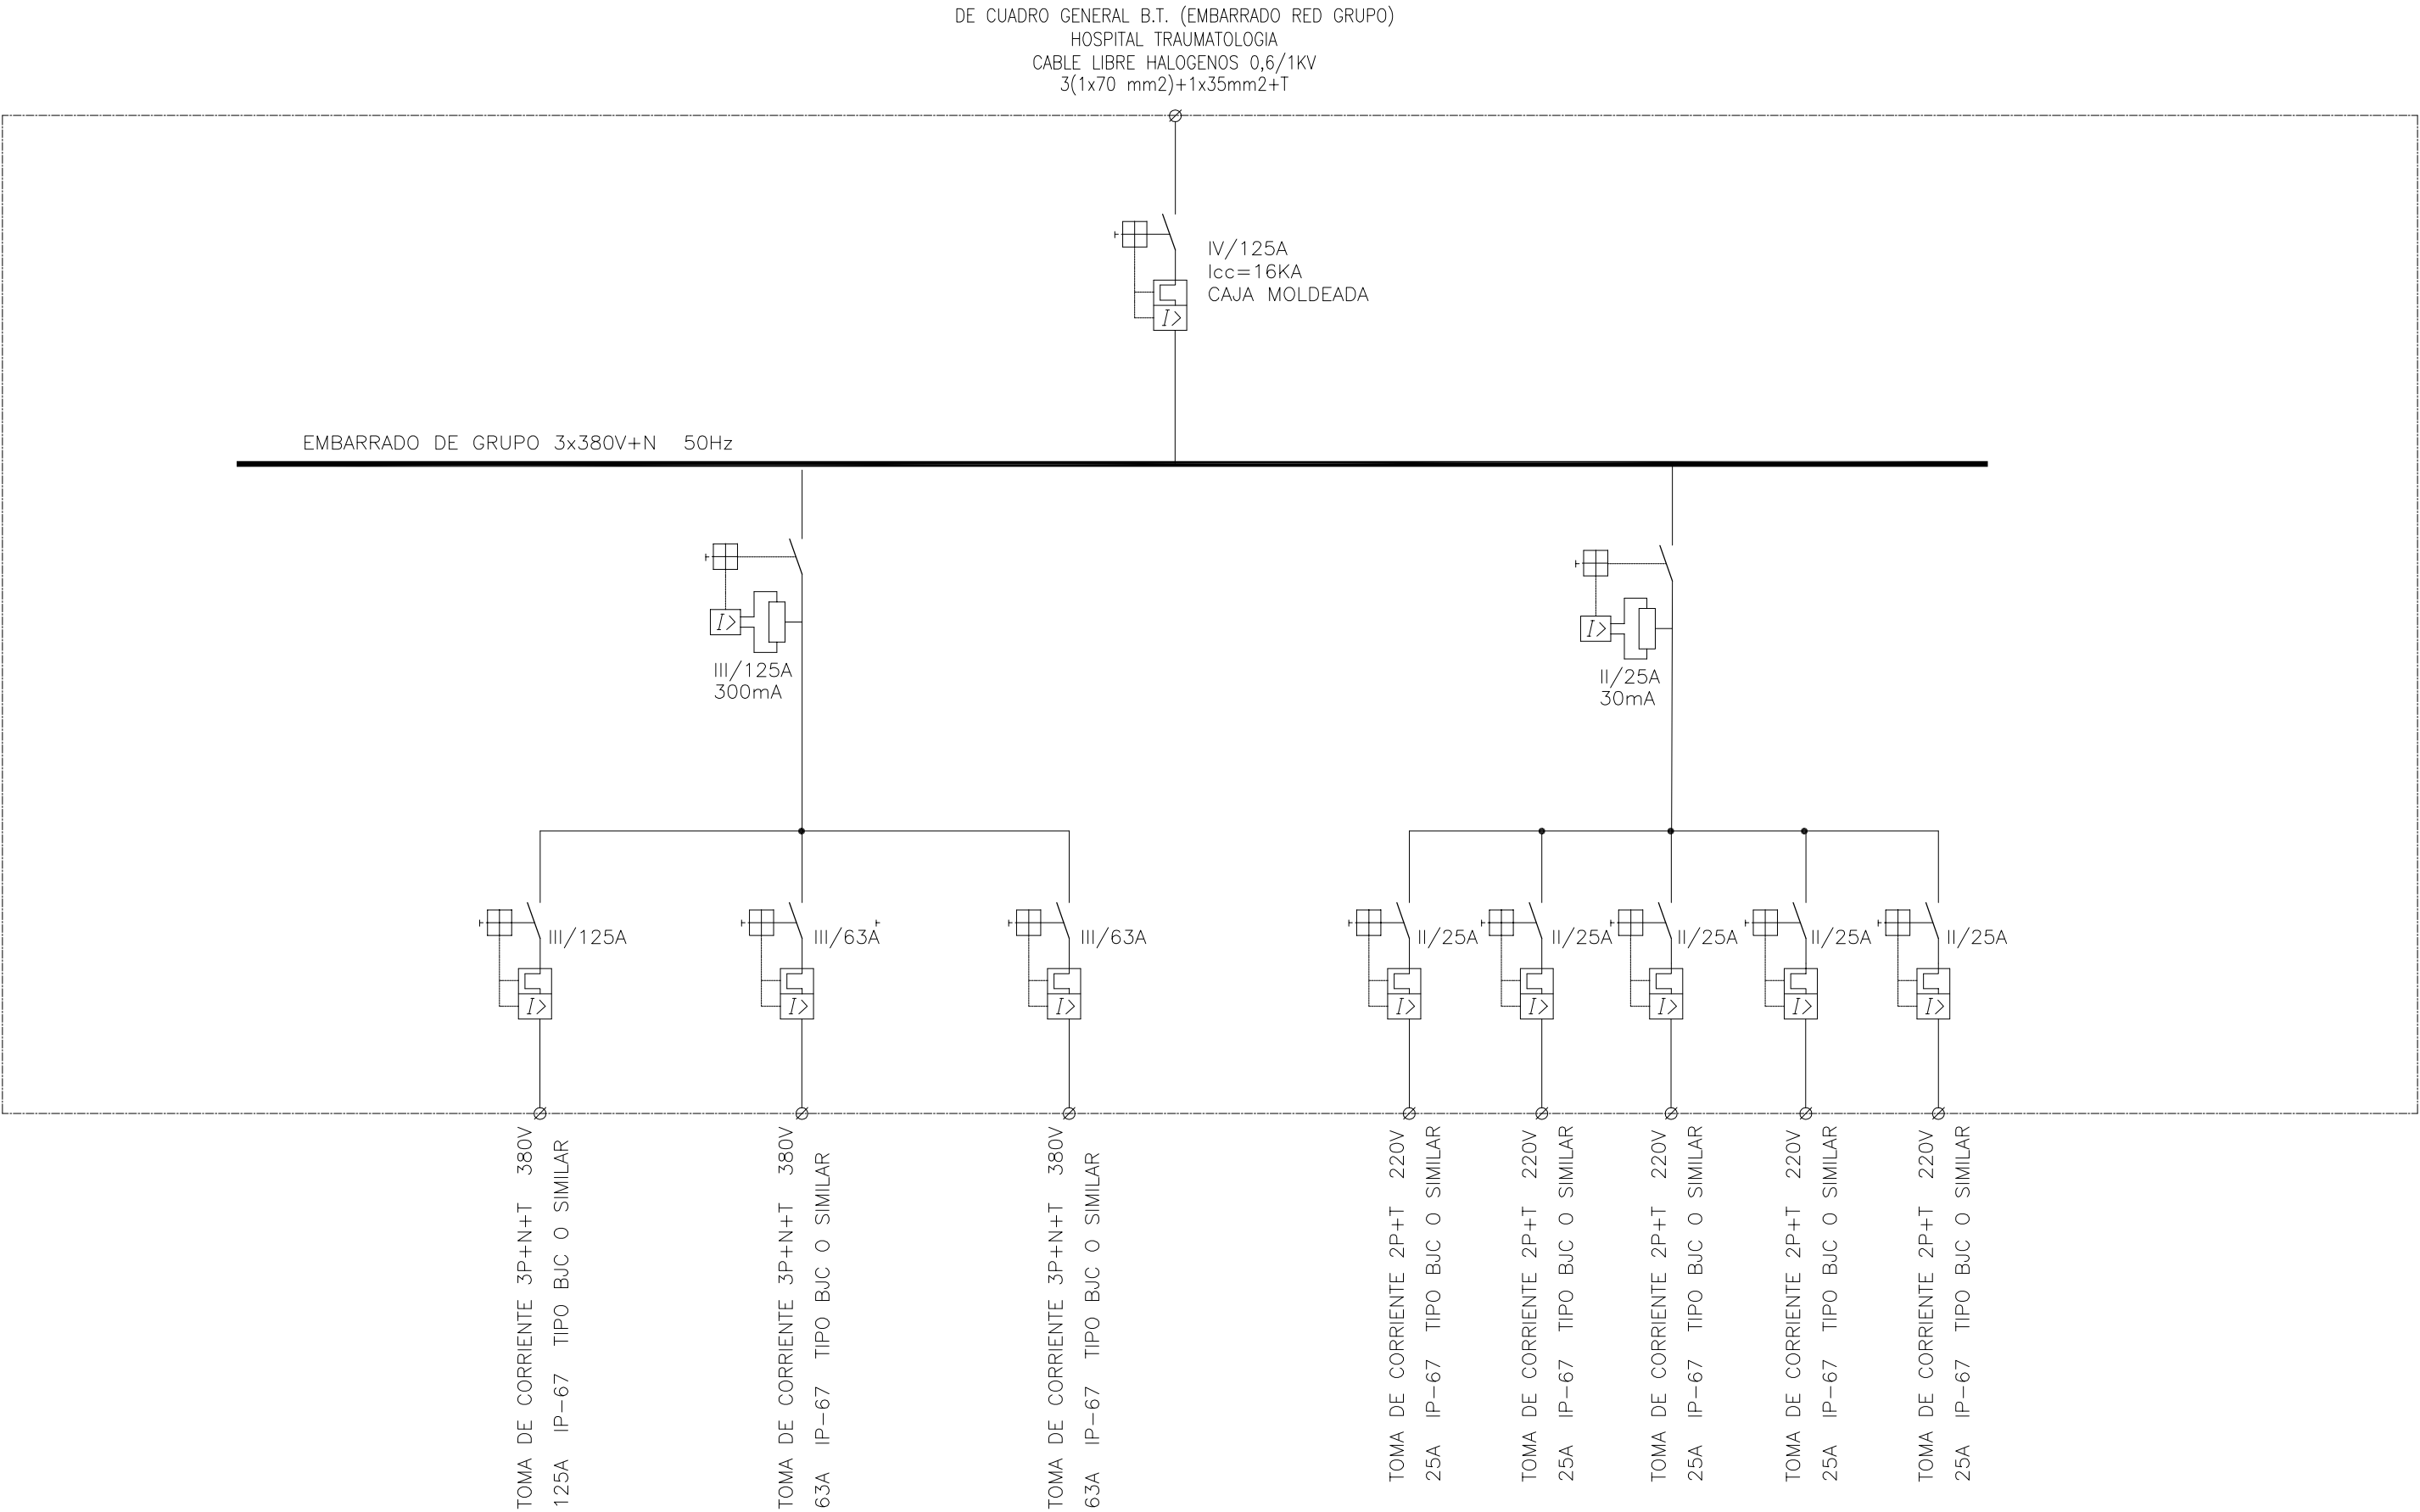 DE CUADRO GENERAL B.T. (EMBARRADO RED GRUPO)
HOSPITAL TRAUMATOLOGIA
CABLE LIBRE HALOGENOS 0,6/1KV
3(1x70 mm2)+1x35mm2+T
IV/125A
Icc=16KA
CAJA MOLDEADA
I>
EMBARRADO DE GRUPO 3x380V+N 50Hz
I>
III/125A
300mA
I>
II/25A
30mA
III/125A
III/63A
III/63A
II/25A
II/25A
II/25A
II/25A
II/25A
I>
I>
I>
I>
I>
I>
I>
I>
TOMA DE CORRIENTE 3P+N+T 380V
125A IP-67 TIPO BJC O SIMILAR
TOMA DE CORRIENTE 3P+N+T 380V
63A IP-67 TIPO BJC O SIMILAR
TOMA DE CORRIENTE 3P+N+T 380V
63A IP-67 TIPO BJC O SIMILAR
TOMA DE CORRIENTE 2P+T 220V
25A IP-67 TIPO BJC O SIMILAR
TOMA DE CORRIENTE 2P+T 220V
25A IP-67 TIPO BJC O SIMILAR
TOMA DE CORRIENTE 2P+T 220V
25A IP-67 TIPO BJC O SIMILAR
TOMA DE CORRIENTE 2P+T 220V
25A IP-67 TIPO BJC O SIMILAR
TOMA DE CORRIENTE 2P+T 220V
25A IP-67 TIPO BJC O SIMILAR